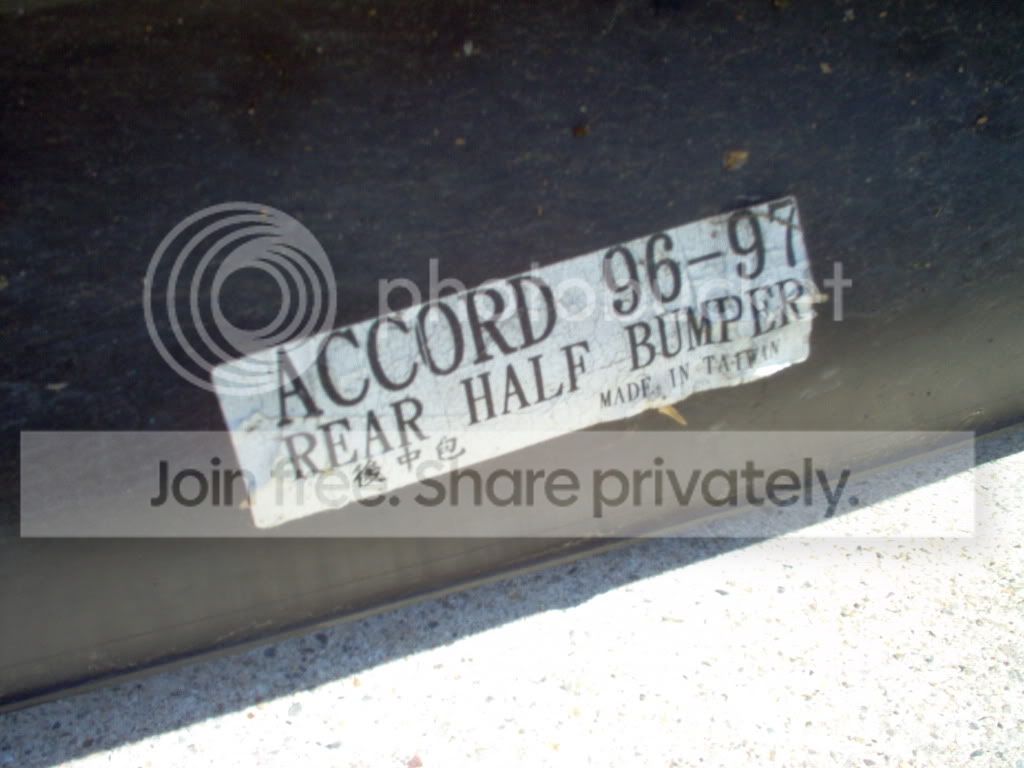 ACCORD 96-97
REAR HALF BUMPER
後中包 MADE IN TAIWAN
photobucket
Join free. Share privately.